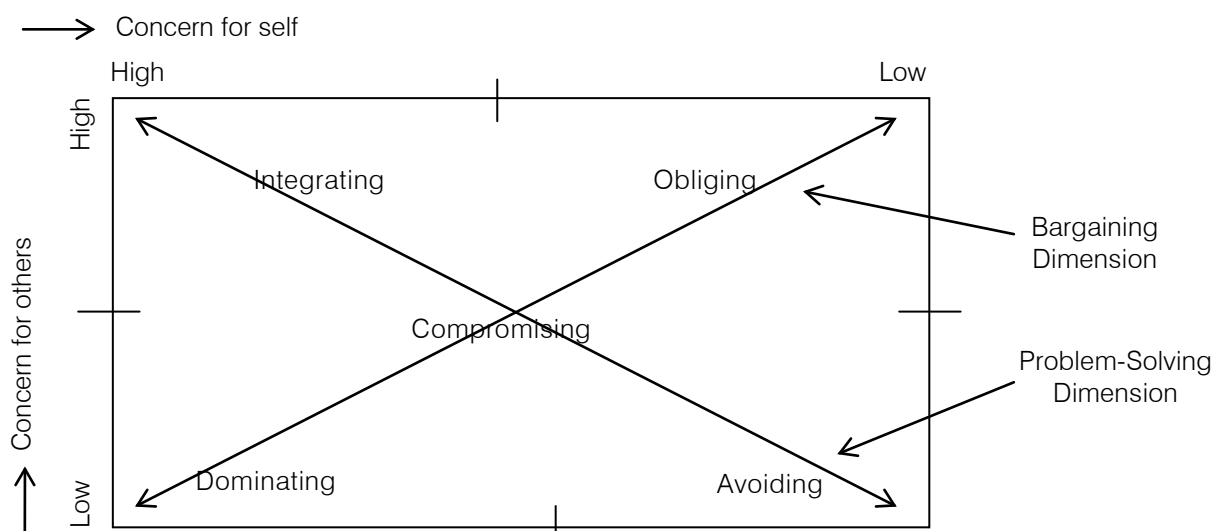 Concern for self
High
Low
High
Integrating
Obliging
Bargaining
Dimension
Concern for others
Compromising
Problem-Solving
Dimension
Dominating
Avoiding
Low